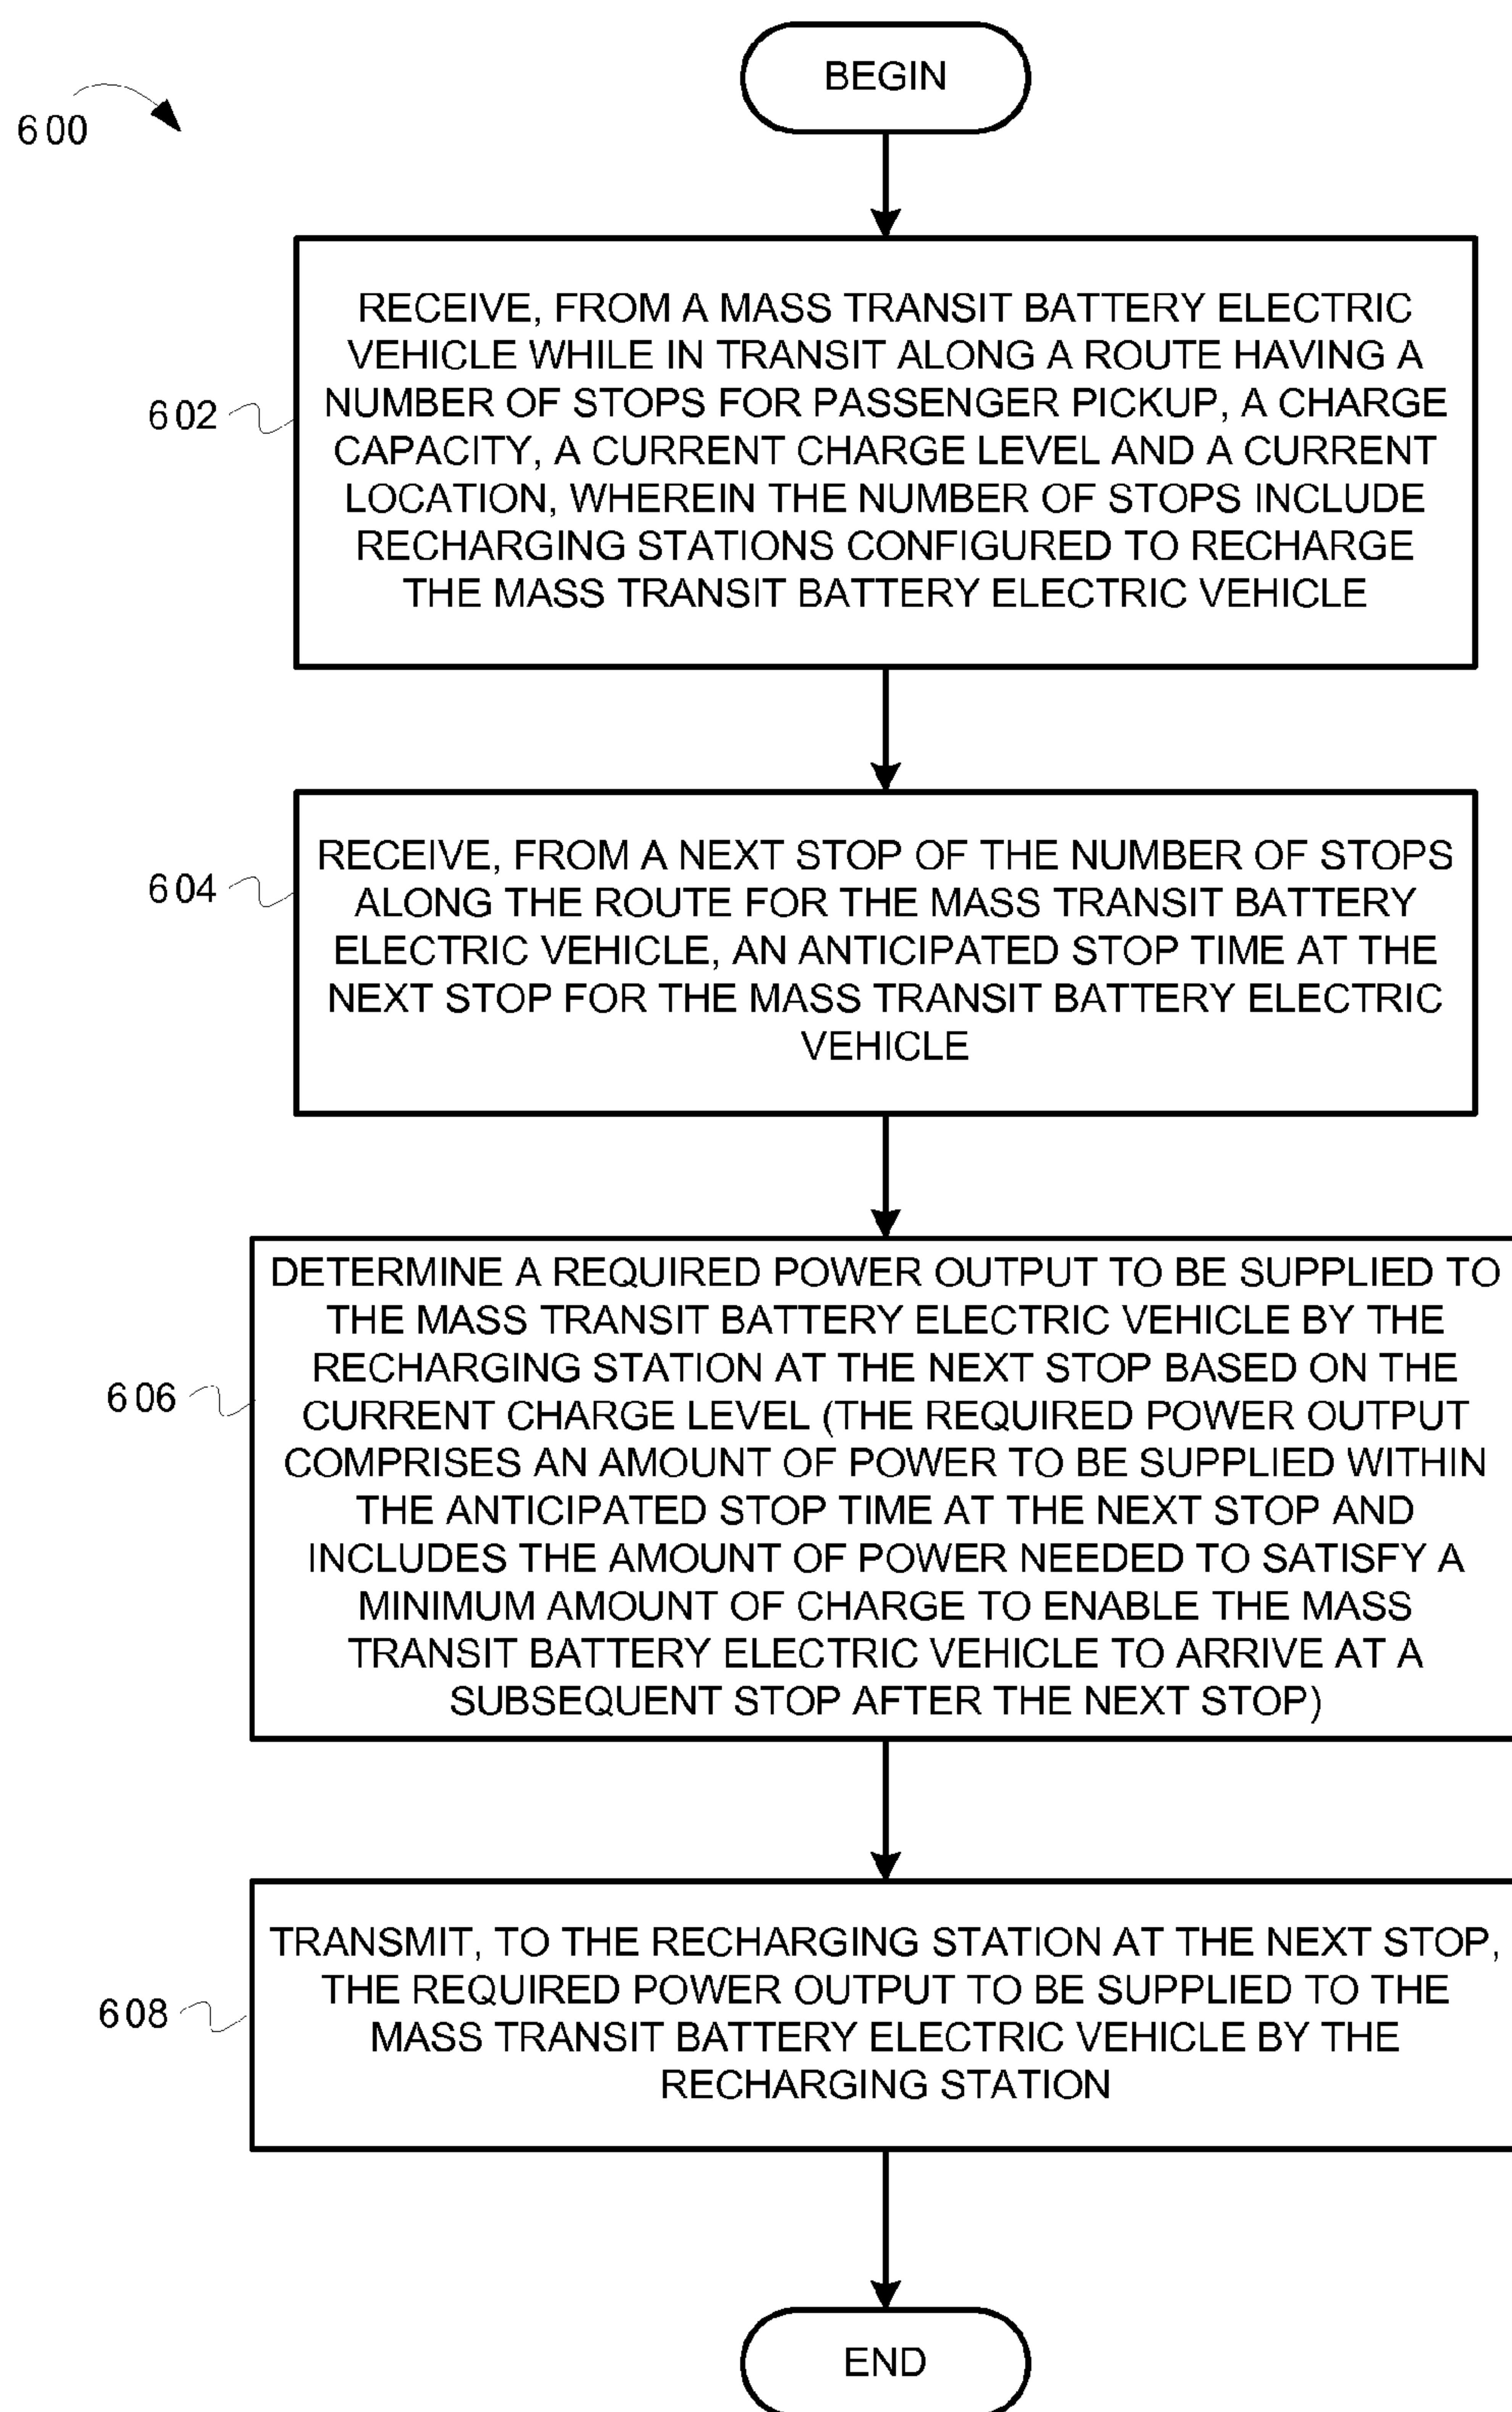 BEGIN
600
RECEIVE, FROM A MASS TRANSIT BATTERY ELECTRIC
VEHICLE WHILE IN TRANSIT ALONG A ROUTE HAVING A
NUMBER OF STOPS FOR PASSENGER PICKUP, A CHARGE
CAPACITY, A CURRENT CHARGE LEVEL AND A CURRENT
LOCATION, WHEREIN THE NUMBER OF STOPS INCLUDE
RECHARGING STATIONS CONFIGURED TO RECHARGE
THE MASS TRANSIT BATTERY ELECTRIC VEHICLE
602
RECEIVE, FROM A NEXT STOP OF THE NUMBER OF STOPS
ALONG THE ROUTE FOR THE MASS TRANSIT BATTERY
ELECTRIC VEHICLE, AN ANTICIPATED STOP TIME AT THE
NEXT STOP FOR THE MASS TRANSIT BATTERY ELECTRIC
VEHICLE
604
DETERMINE A REQUIRED POWER OUTPUT TO BE SUPPLIED TO
THE MASS TRANSIT BATTERY ELECTRIC VEHICLE BY THE
RECHARGING STATION AT THE NEXT STOP BASED ON THE
CURRENT CHARGE LEVEL (THE REQUIRED POWER OUTPUT
COMPRISES AN AMOUNT OF POWER TO BE SUPPLIED WITHIN
THE ANTICIPATED STOP TIME AT THE NEXT STOP AND
INCLUDES THE AMOUNT OF POWER NEEDED TO SATISFY A
MINIMUM AMOUNT OF CHARGE TO ENABLE THE MASS
TRANSIT BATTERY ELECTRIC VEHICLE TO ARRIVE AT A
SUBSEQUENT STOP AFTER THE NEXT STOP)
606
TRANSMIT, TO THE RECHARGING STATION AT THE NEXT STOP,
THE REQUIRED POWER OUTPUT TO BE SUPPLIED TO THE
MASS TRANSIT BATTERY ELECTRIC VEHICLE BY THE
RECHARGING STATION
608
END